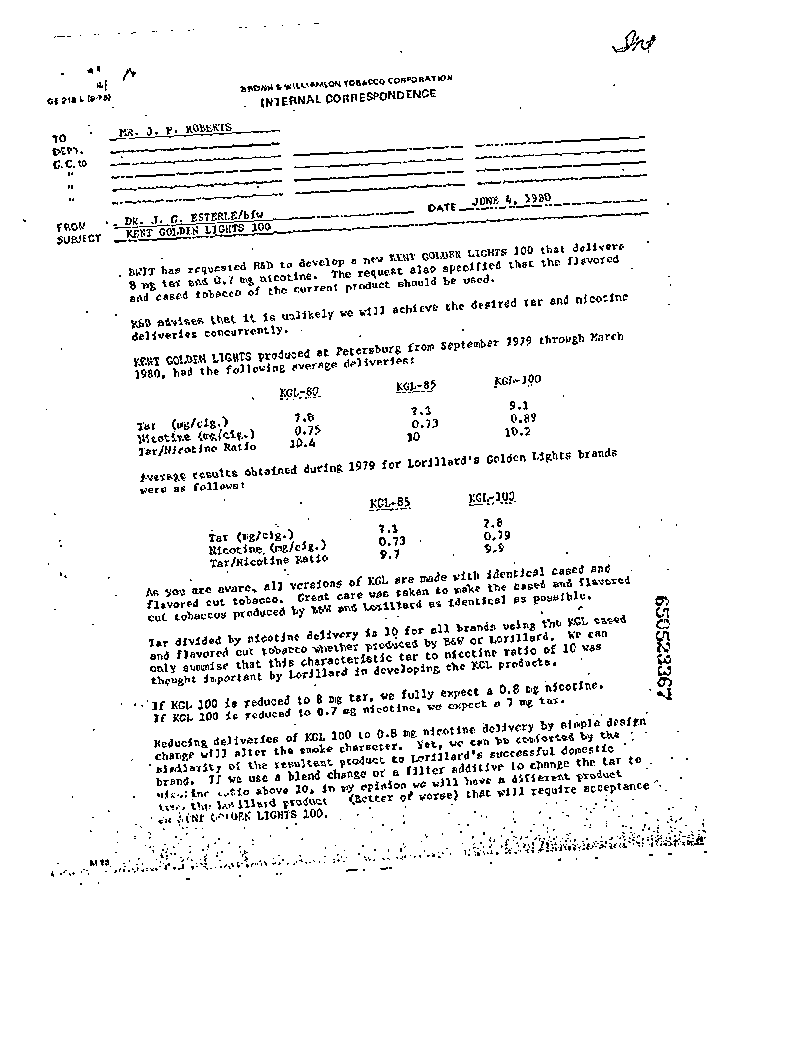 GE 218 L (9-75)
BROWN & WILLIAMSON TOBACCO CORPORATION
INTERNAL CORRESPONDENCE
TO MR. J. F. ROBERTS
DEPT.
C.C. to
"
"
"
DATE JUNE 4, 1980
FROM DR. J. G. ESTERLE/bfw
SUBJECT KENT GOLDEN LIGHTS 100
BWIT has requested R&D to develop a new KENT GOLDEN LIGHTS 100 that delivers
8 mg tar and 0.7 mg nicotine. The request also specified that the flavored
and cased tobacco of the current product should be used.
R&D advises that it is unlikely we will achieve the desired tar and nicotine
deliveries concurrently.
KENT GOLDEN LIGHTS produced at Petersburg from September 1979 through March
1980, had the following average deliveries:
KGL-80 KGL-85 KGL-100
Tar (mg/cig.) 7.8 7.3 9.1
Nicotine (mg/cig.) 0.75 0.73 0.89
Tar/Nicotine Ratio 10.4 10 10.2
Average results obtained during 1979 for Lorillard's Golden Lights brands
were as follows:
KGL-85 KGL-100
Tar (mg/cig.) 7.1 7.8
Nicotine (mg/cig.) 0.73 0.79
Tar/Nicotine Ratio 9.7 9.9
As you are aware, all versions of KGL are made with identical cased and
flavored cut tobacco. Great care was taken to make the cased and flavored
cut tobaccos produced by B&W and Lorillard as identical as possible.
Tar divided by nicotine delivery is 10 for all brands using the KGL cased
and flavored cut tobacco whether produced by B&W or Lorillard. We can
only surmise that this characteristic tar to nicotine ratio of 10 was
thought important by Lorillard in developing the KGL products.
If KGL 100 is reduced to 8 mg tar, we fully expect a 0.8 mg nicotine.
If KGL 100 is reduced to 0.7 mg nicotine, we expect a 7 mg tar.
Reducing deliveries of KGL 100 to 0.8 mg nicotine delivery by simple design
change will alter the smoke character. Yet, we can be comforted by the
similarity of the resultant product to Lorillard's successful domestic
brand. If we use a blend change or a filter additive to change the tar to
nicotine ratio above 10, in my opinion we will have a different product
than the Lorillard product (better or worse) that will require acceptance
KENT GOLDEN LIGHTS 100.
650523367